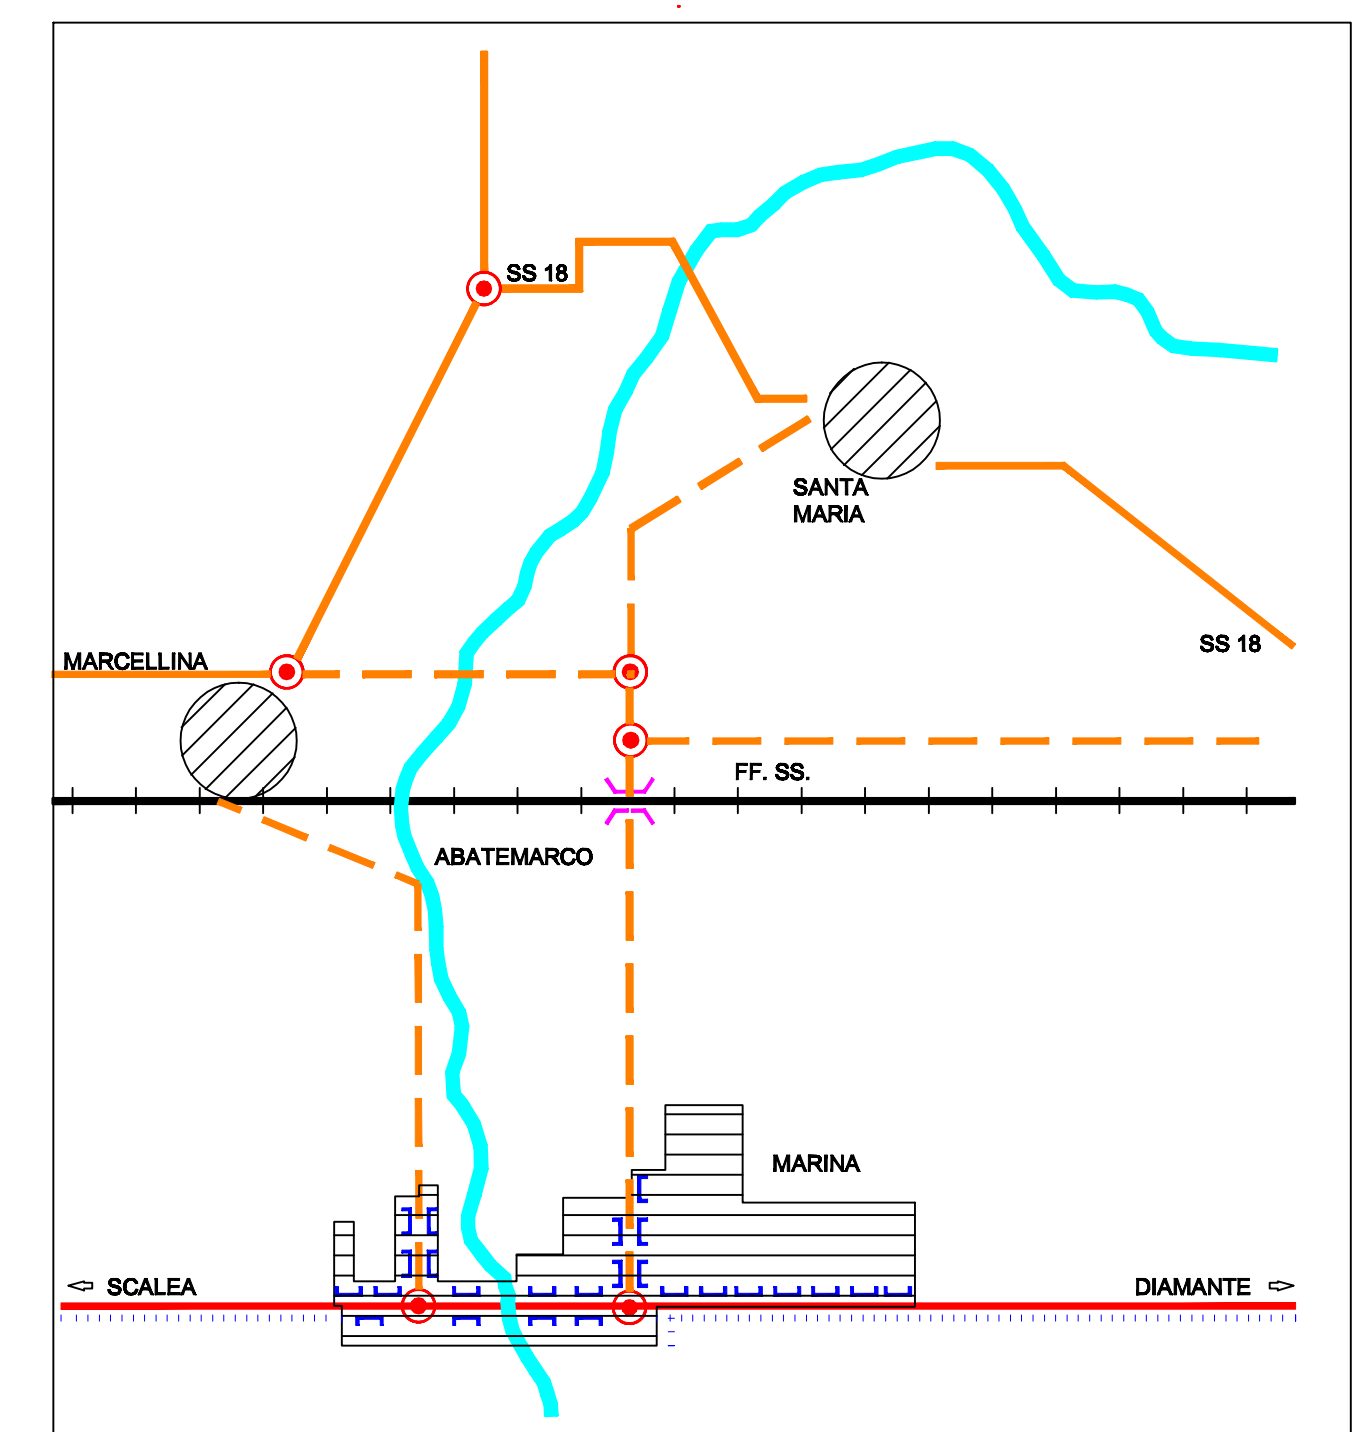 SS 18
SANTA
MARIA
SS 18
MARCELLINA
FF. SS.
ABATEMARCO
MARINA
SCALEA
DIAMANTE